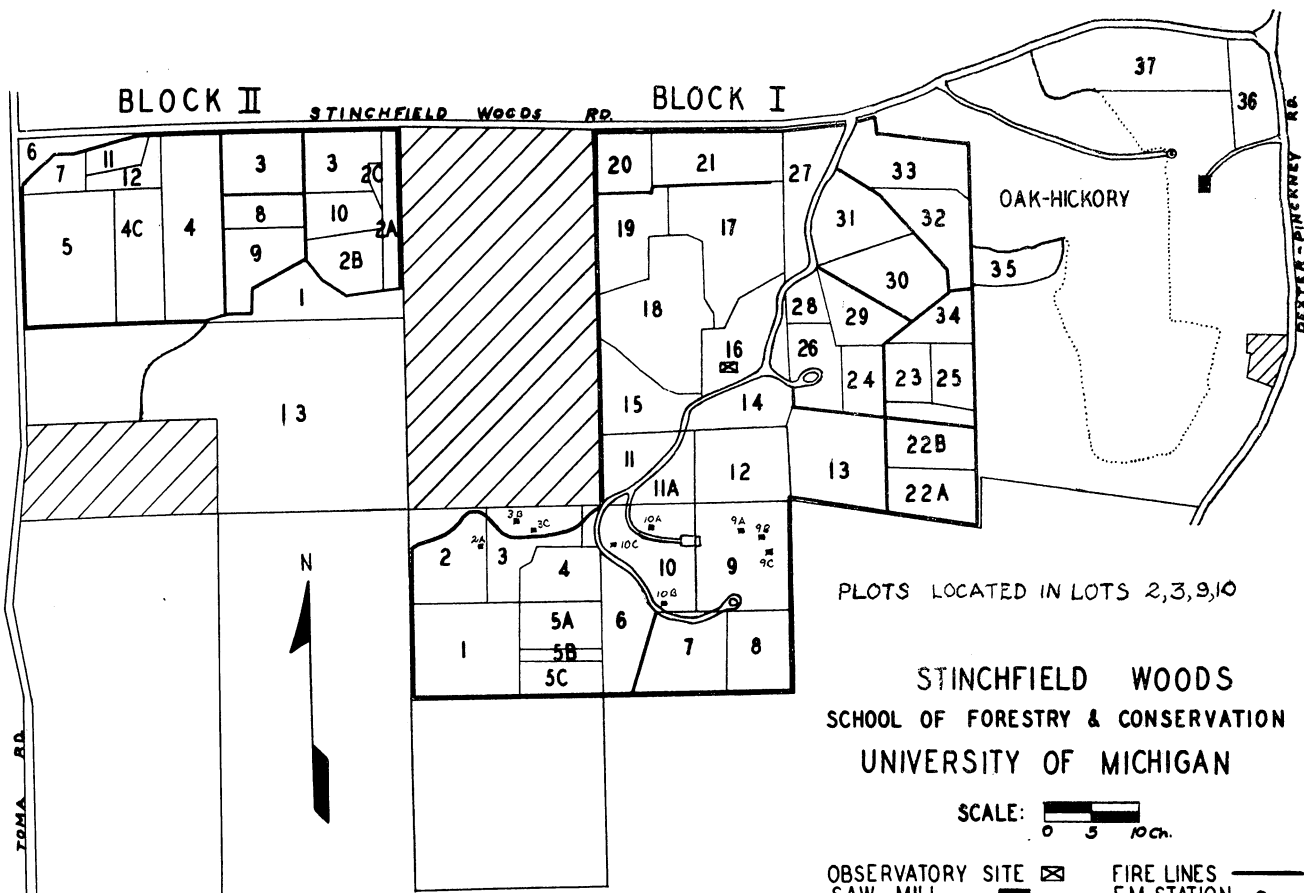 BLOCK II
STINCHFIELD WOODS RD.
BLOCK I
6
7
11
12
3
3
2C
5
4C
4
8
10
2A
9
2B
1
13
20
21
27
19
17
18
16
15
14
11
11A
12
13
28
26
29
24
31
30
33
32
34
23
25
22B
22A
35
37
36
OAK-HICKORY
DEXTER-PINCKNEY RD.
2
2A
3
3B
3C
4
1
5A
5B
5C
6
10
10A
10B
10C
9
9A
9B
9C
7
8
N
TOMA RD.
PLOTS LOCATED IN LOTS 2,3,9,10
STINCHFIELD WOODS
SCHOOL OF FORESTRY & CONSERVATION
UNIVERSITY OF MICHIGAN
SCALE:
0 5 10 Ch.
OBSERVATORY SITE FIRE LINES
SAW MILL F.M. STATION